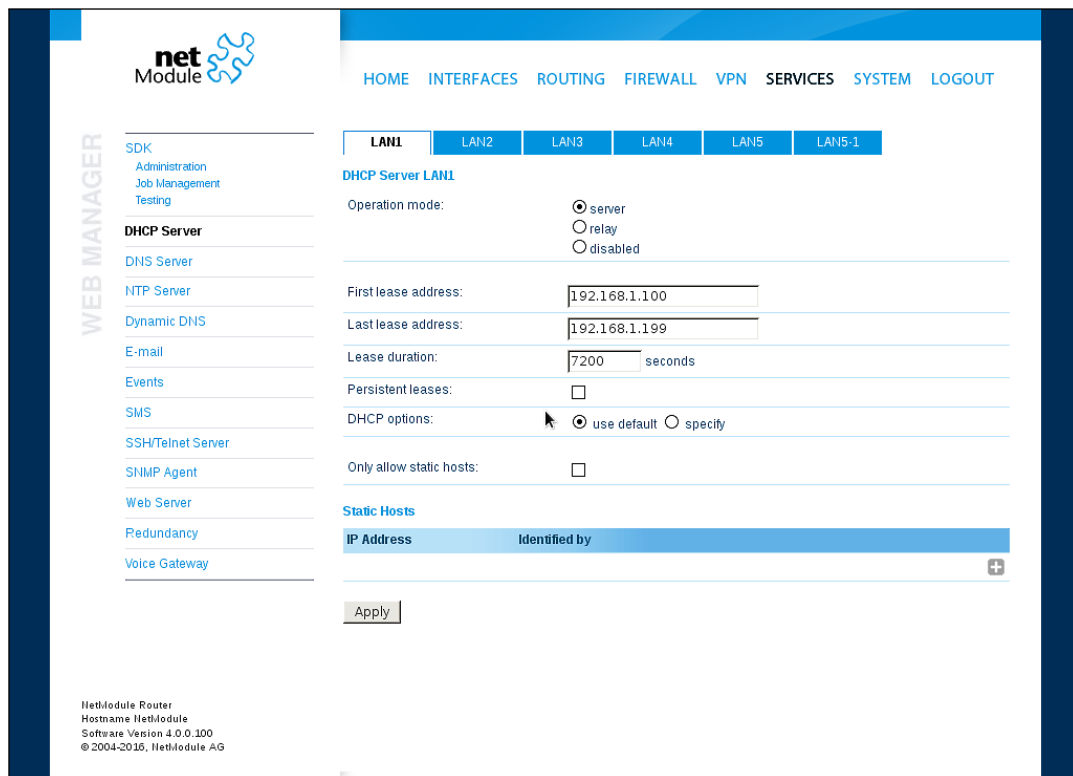 net
Module
HOME INTERFACES ROUTING FIREWALL VPN SERVICES SYSTEM LOGOUT
WEB MANAGER
SDK
Administration
Job Management
Testing
DHCP Server
DNS Server
NTP Server
Dynamic DNS
E-mail
Events
SMS
SSH/Telnet Server
SNMP Agent
Web Server
Redundancy
Voice Gateway
LAN1 LAN2 LAN3 LAN4 LAN5 LAN5-1
DHCP Server LAN1
Operation mode: server
relay
disabled
First lease address: 192.168.1.100
Last lease address: 192.168.1.199
Lease duration: 7200 seconds
Persistent leases:
DHCP options: use default specify
Only allow static hosts:
Static Hosts
IP Address Identified by
Apply
NetModule Router
Hostname NetModule
Software Version 4.0.0.100
© 2004-2016, NetModule AG